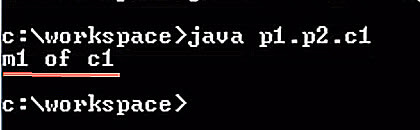 c:\workspace>java p1.p2.c1
m1 of c1
c:\workspace>